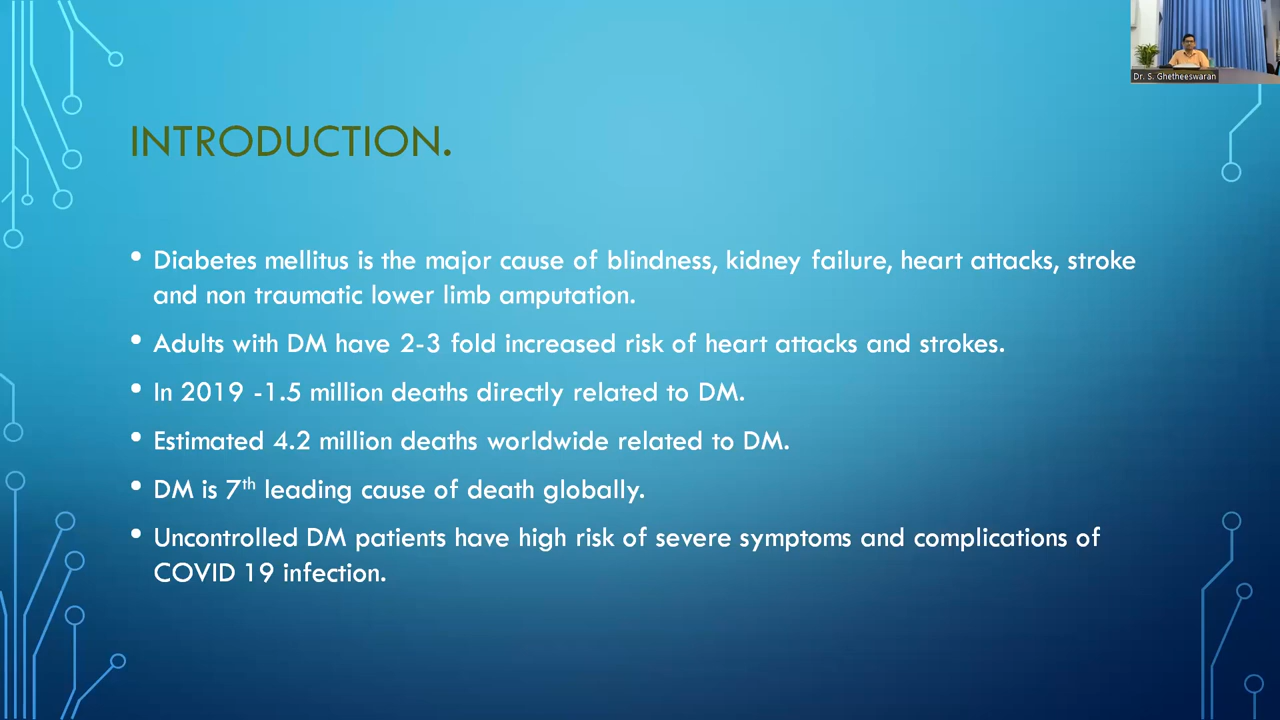 Dr. S. Ghetheeswaran
INTRODUCTION.
• Diabetes mellitus is the major cause of blindness, kidney failure, heart attacks, stroke
and non traumatic lower limb amputation.
• Adults with DM have 2-3 fold increased risk of heart attacks and strokes.
• In 2019 -1.5 million deaths directly related to DM.
• Estimated 4.2 million deaths worldwide related to DM.
• DM is 7th leading cause of death globally.
• Uncontrolled DM patients have high risk of severe symptoms and complications of
COVID 19 infection.